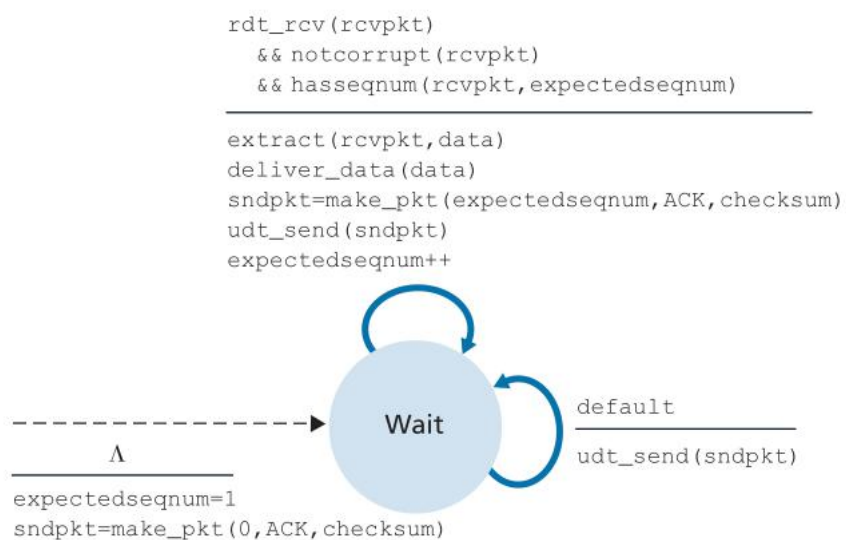 rdt_rcv(rcvpkt)
&& notcorrupt(rcvpkt)
&& hasseqnum(rcvpkt,expectedseqnum)
extract(rcvpkt,data)
deliver_data(data)
sndpkt=make_pkt(expectedseqnum,ACK,checksum)
udt_send(sndpkt)
expectedseqnum++
Wait
default
udt_send(sndpkt)
Λ
expectedseqnum=1
sndpkt=make_pkt(0,ACK,checksum)